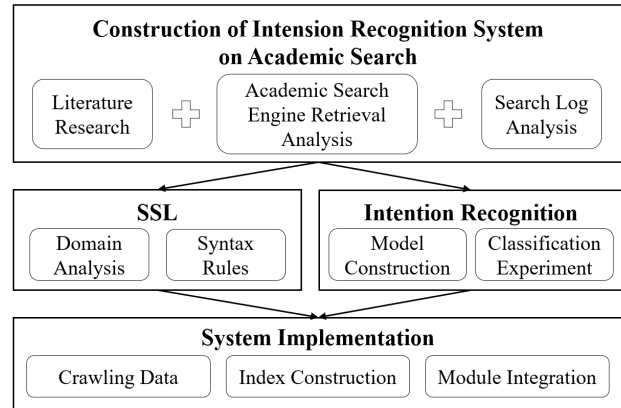 Construction of Intension Recognition System
on Academic Search
Literature
Research
Academic Search
Engine Retrieval
Analysis
Search Log
Analysis
SSL
Domain
Analysis
Syntax
Rules
Intention Recognition
Model
Construction
Classification
Experiment
System Implementation
Crawling Data
Index Construction
Module Integration